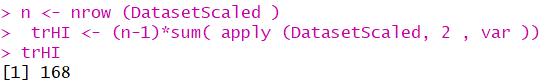 > n <- nrow (DatasetScaled )
>  trHI <- (n-1)*sum( apply (DatasetScaled, 2 , var ))
> trHI
[1] 168